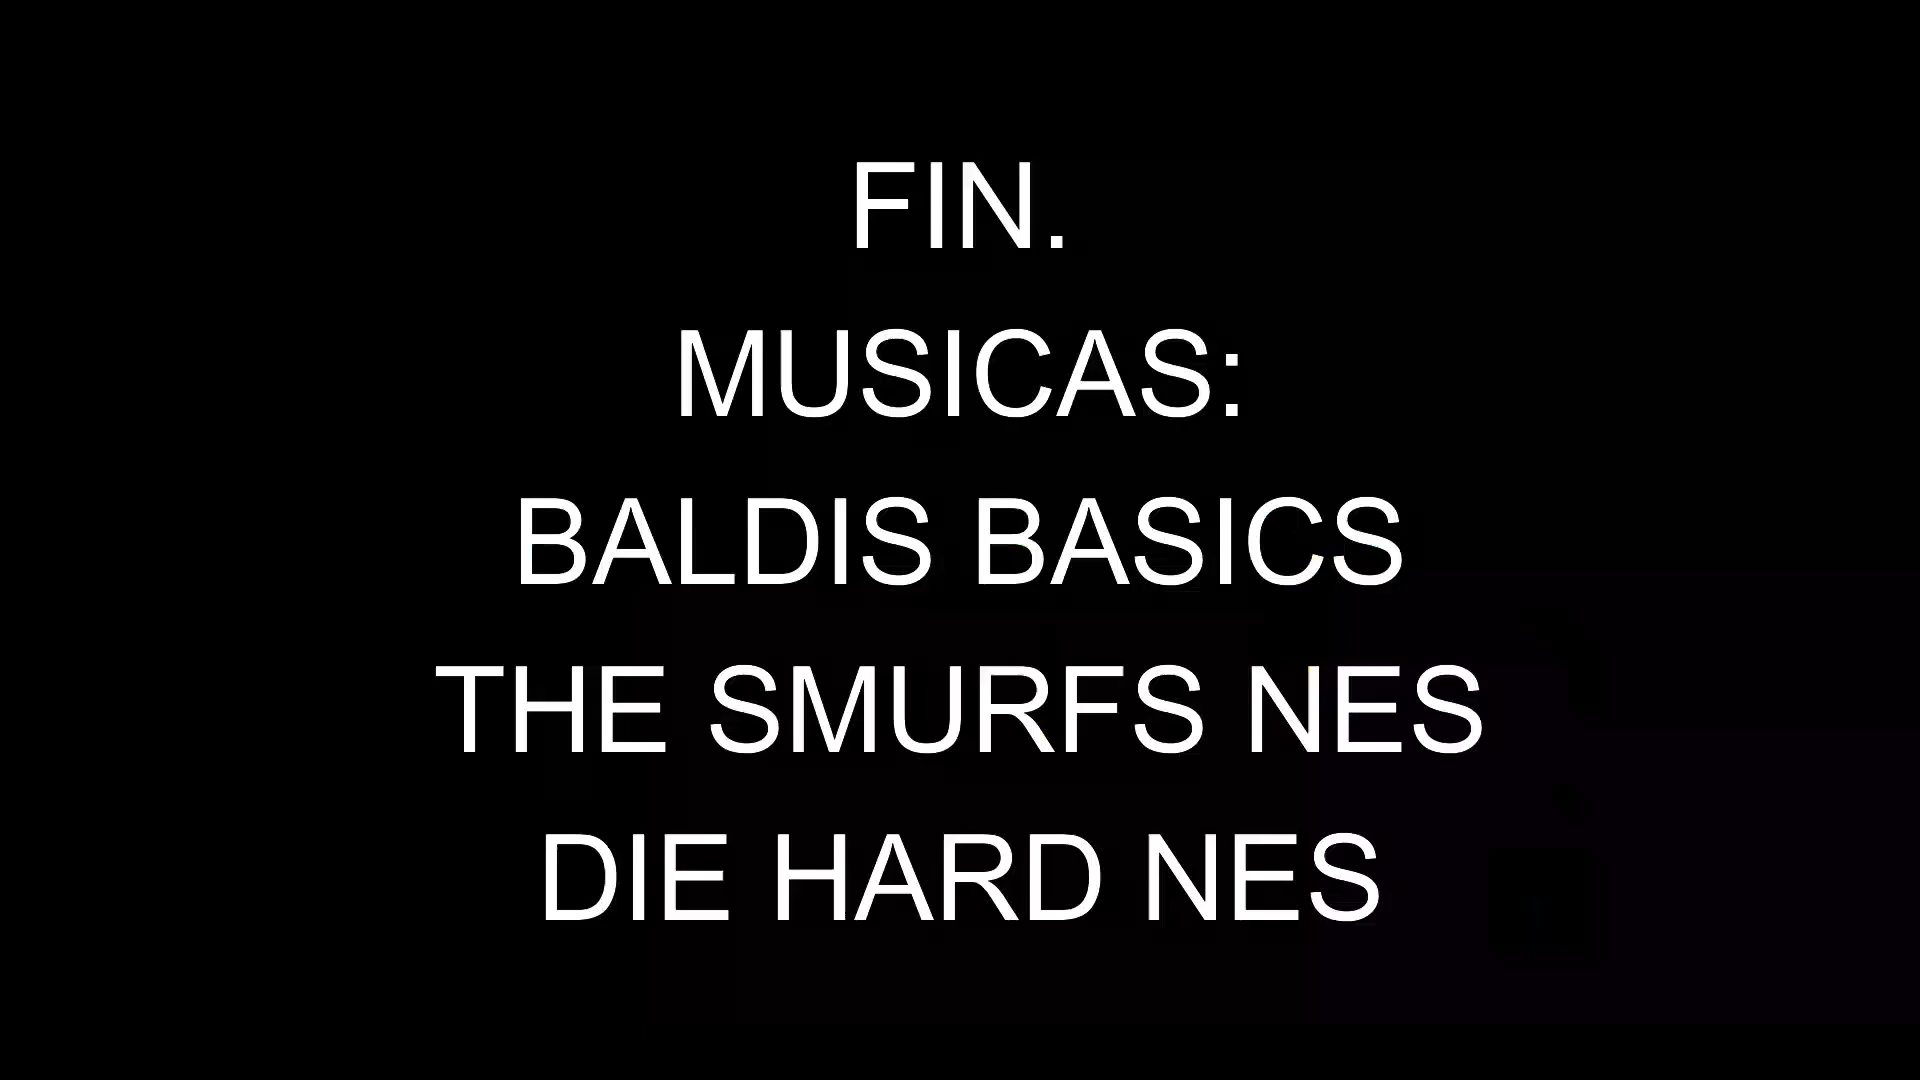 FIN.
MUSICAS:
BALDIS BASICS
THE SMURFS NES
DIE HARD NES